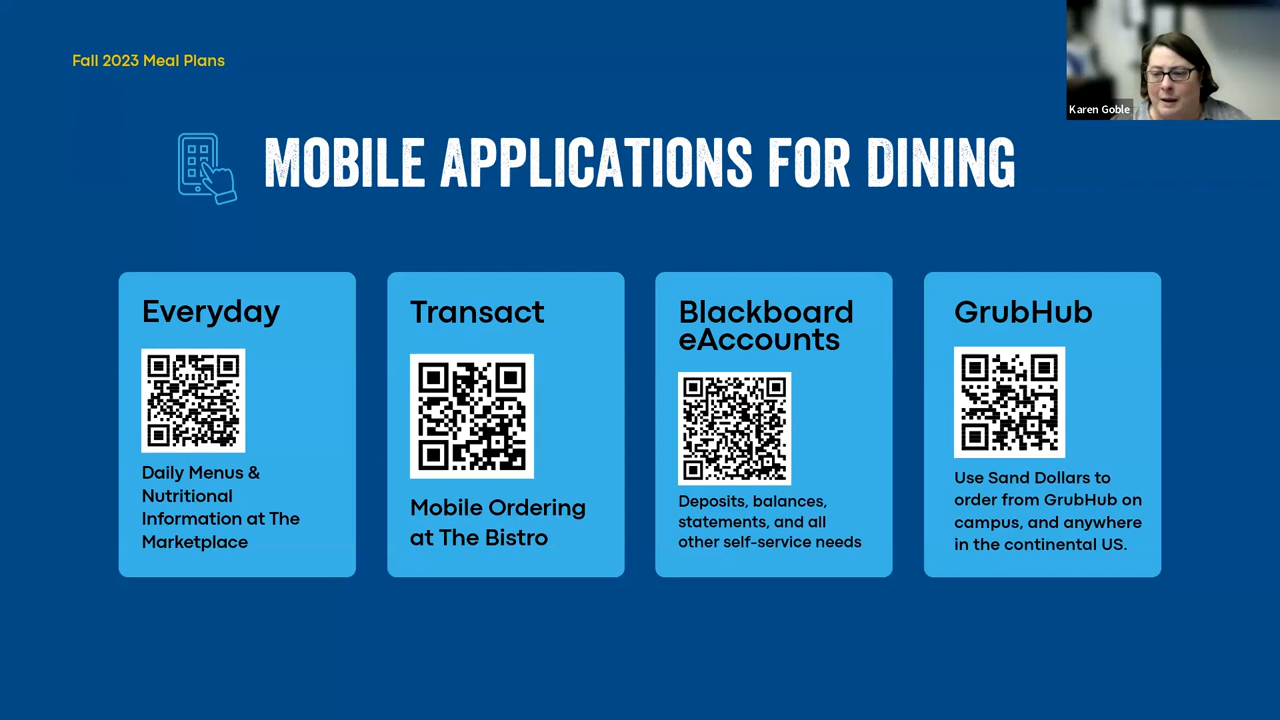 Fall 2023 Meal Plans
Karen Goble
MOBILE APPLICATIONS FOR DINING
Everyday
Daily Menus &
Nutritional
Information at The
Marketplace
Transact
Mobile Ordering
at The Bistro
Blackboard
eAccounts
Deposits, balances,
statements, and all
other self-service needs
GrubHub
Use Sand Dollars to
order from GrubHub on
campus, and anywhere
in the continental US.